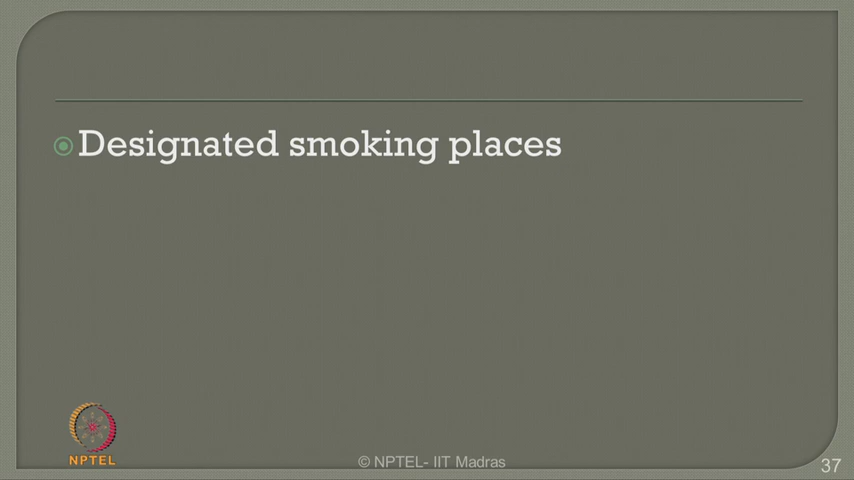 Designated smoking places
NPTEL
© NPTEL- IIT Madras
37